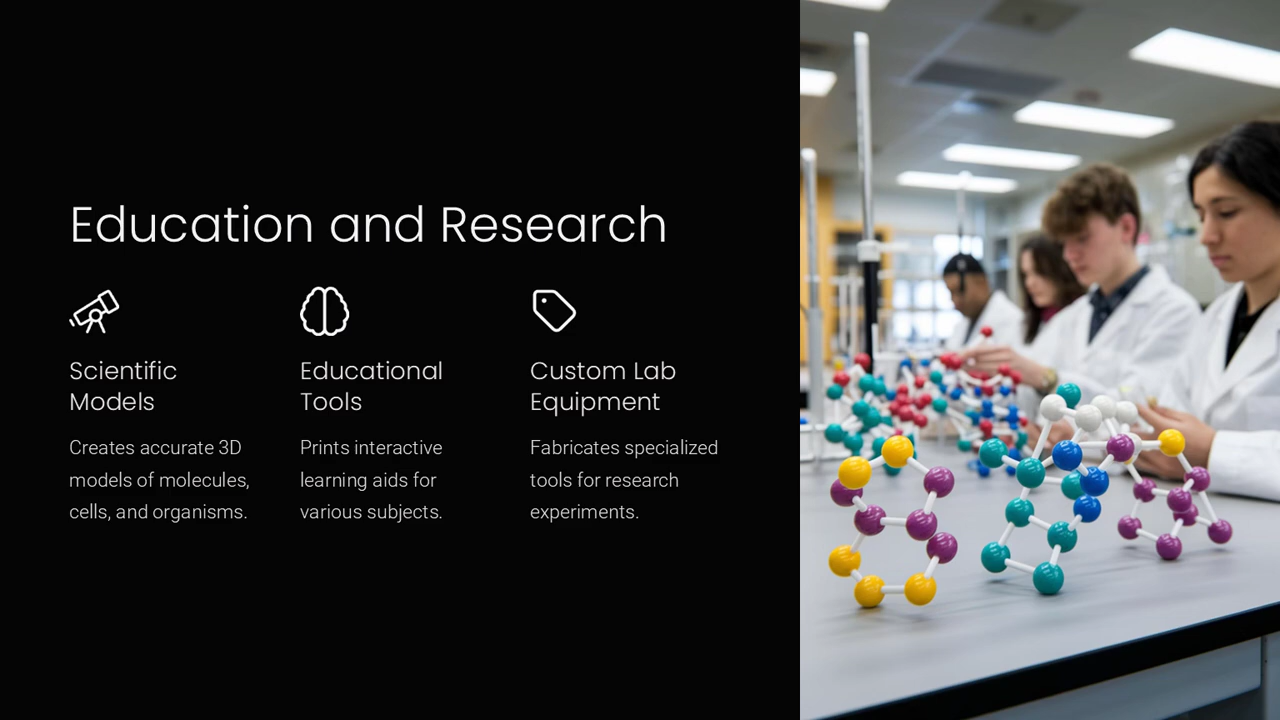 Education and Research
Scientific
Models
Creates accurate 3D
models of molecules,
cells, and organisms.
Educational
Tools
Prints interactive
learning aids for
various subjects.
Custom Lab
Equipment
Fabricates specialized
tools for research
experiments.